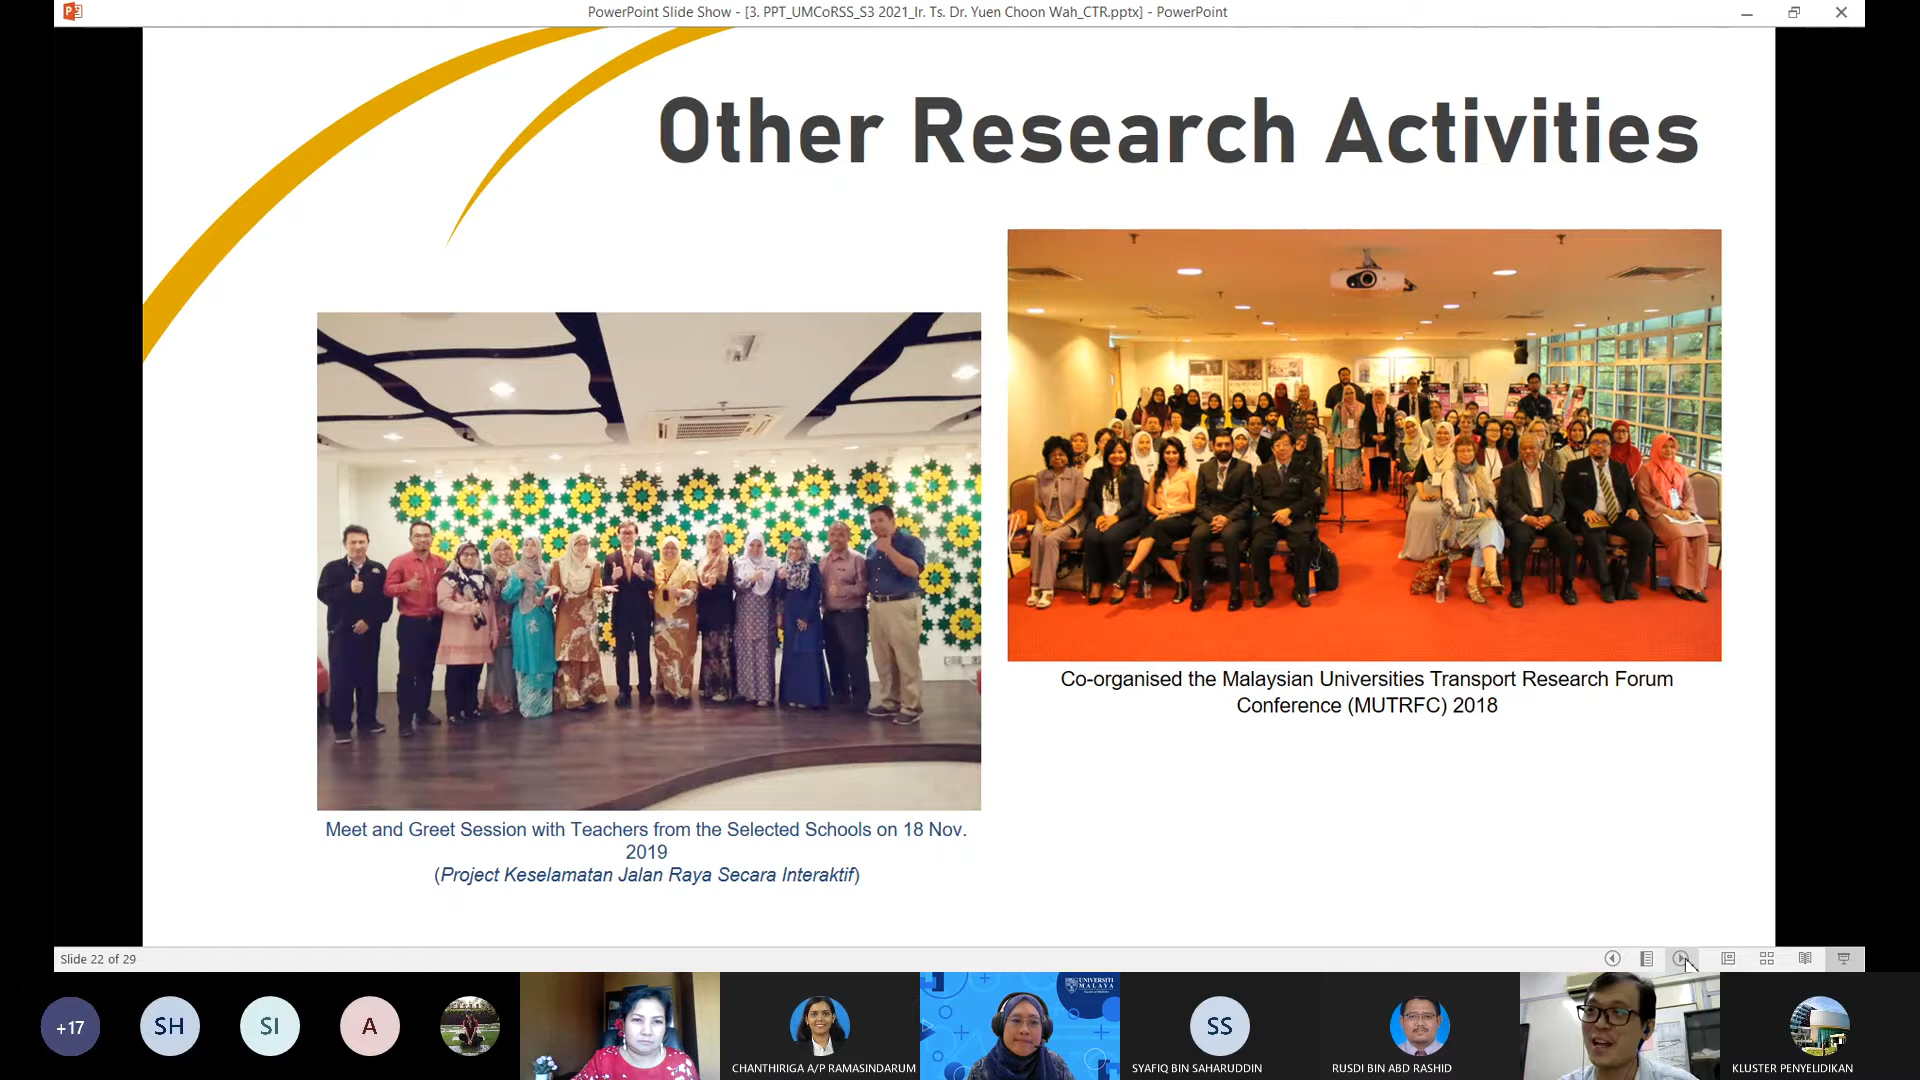 PowerPoint Slide Show - [3. PPT_UMCoRSS_S3 2021_Ir. Ts. Dr. Yuen Choon Wah_CTR.pptx] - PowerPoint
Other Research Activities
Co-organised the Malaysian Universities Transport Research Forum
Conference (MUTRFC) 2018
Meet and Greet Session with Teachers from the Selected Schools on 18 Nov.
2019
(Project Keselamatan Jalan Raya Secara Interaktif)
Slide 22 of 29
+17
SH
SI
A
CHANTHIRIGA A/P RAMASINDARUM
UNIVERSITI
MALAYA
SS
SYAFIQ BIN SAHARUDDIN
RUSDI BIN ABD RASHID
KLUSTER PENYELIDIKAN